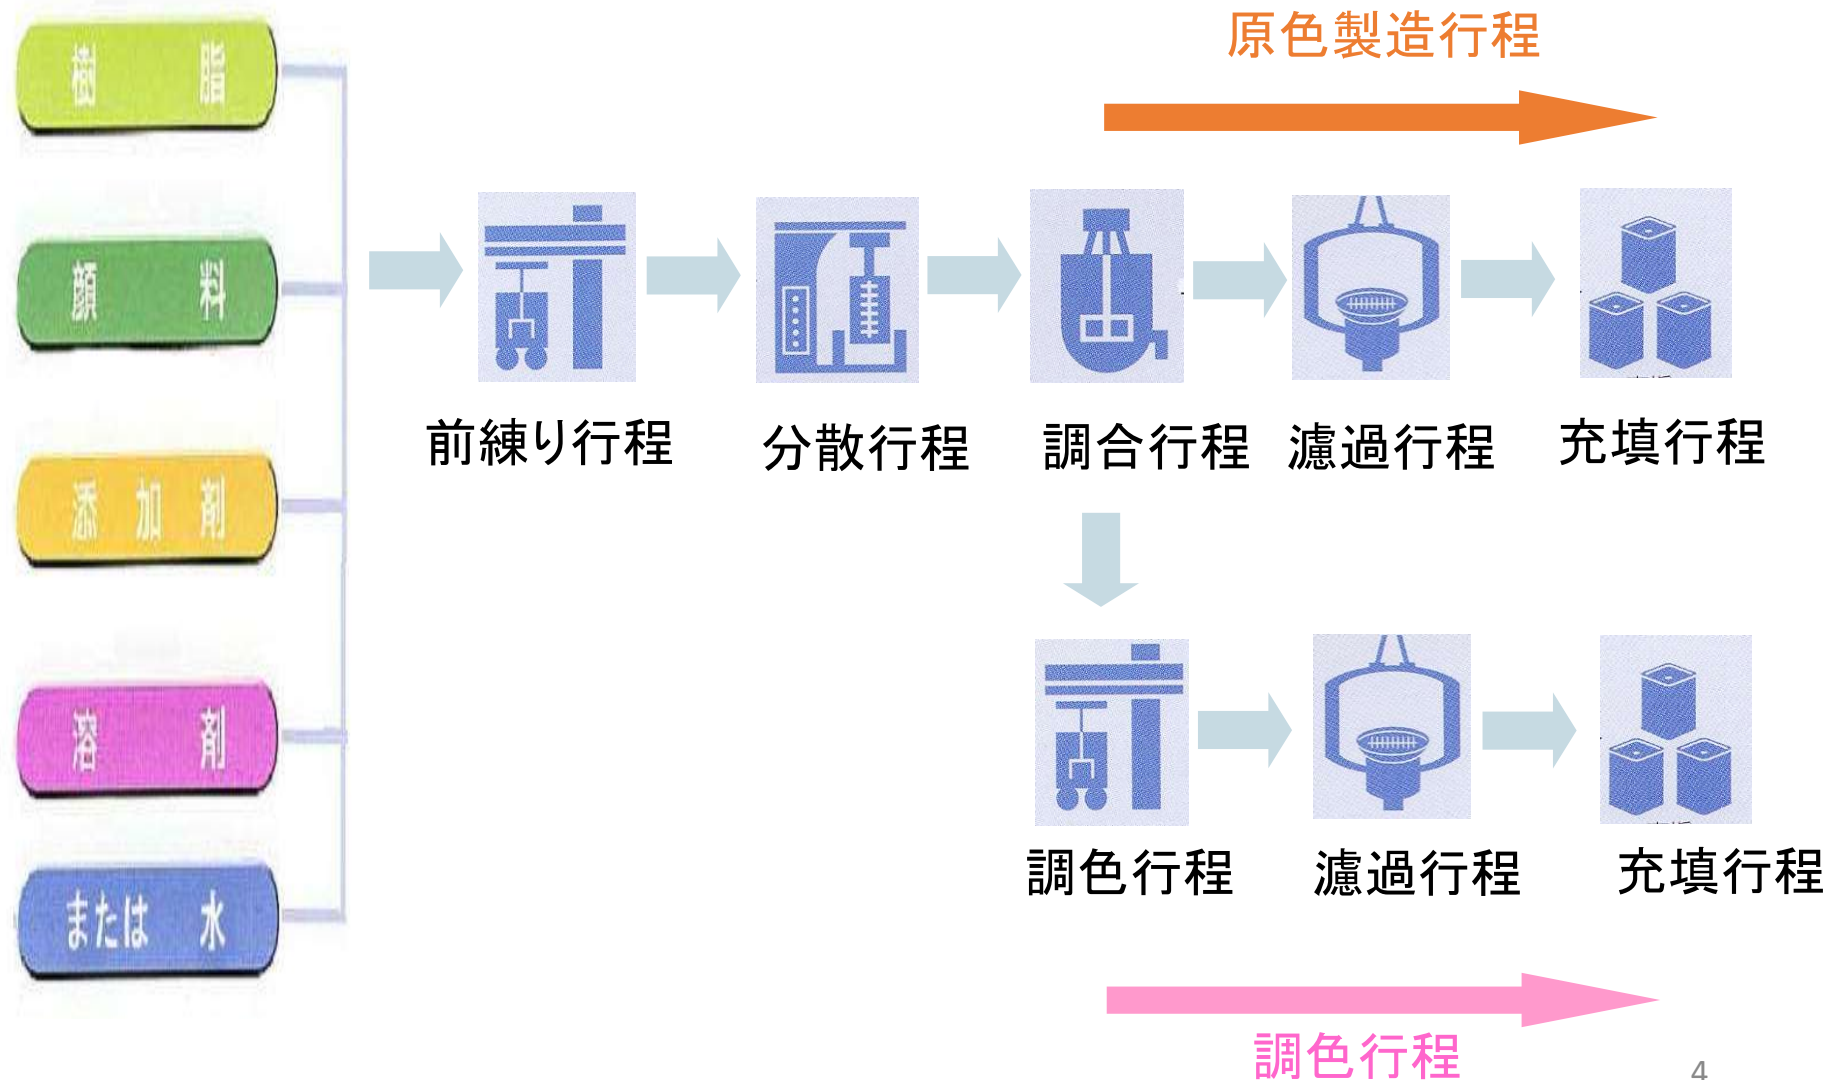 原色製造行程
樹 脂
顔 料
添 加 剤
溶 剤
または 水
前練り行程
分散行程
調合行程
濾過行程
充填行程
調色行程
濾過行程
充填行程
調色行程
4